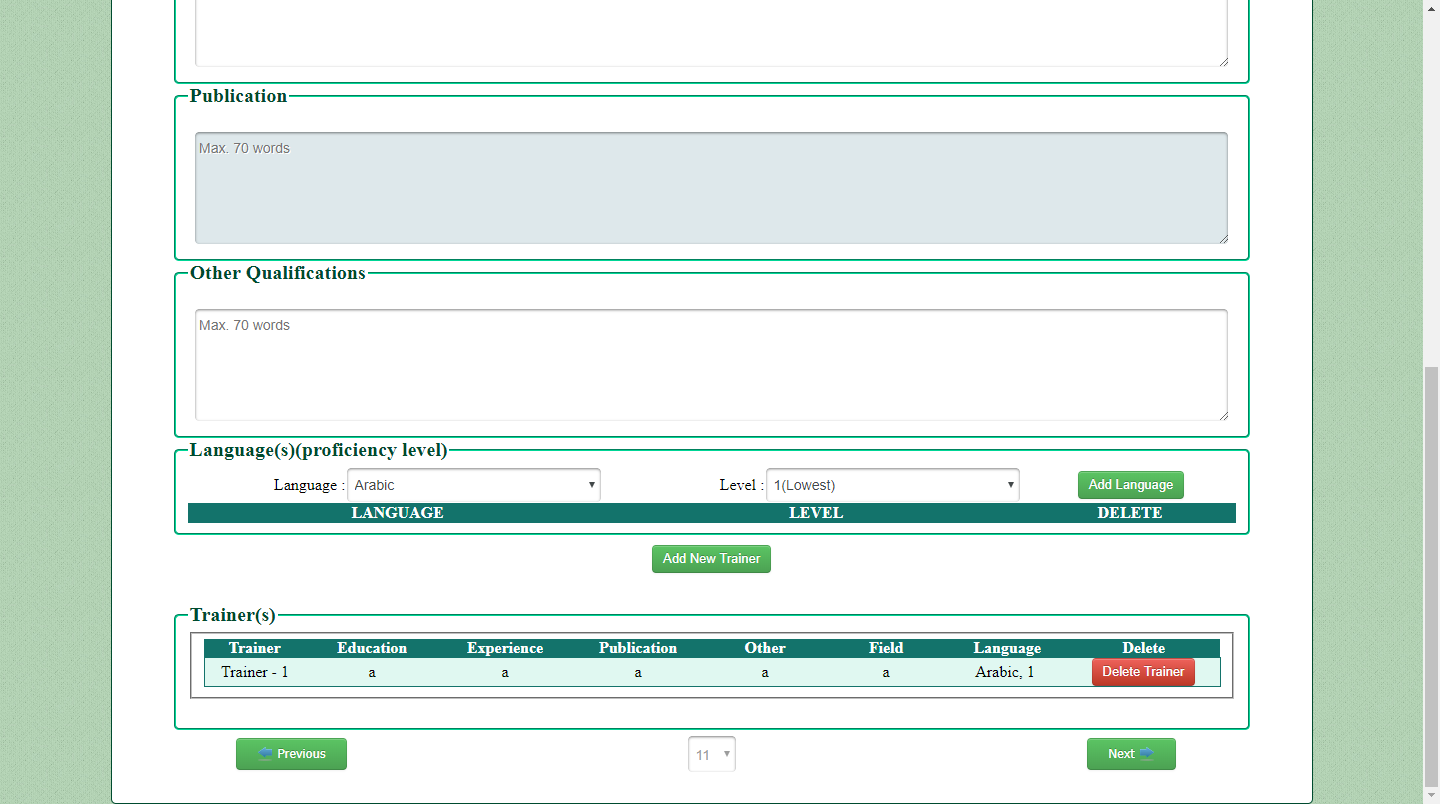 Publication
Max. 70 words
Other Qualifications
Max. 70 words
Language(s)(proficiency level)
Language : Arabic Level : 1(Lowest) Add Language
LANGUAGE LEVEL DELETE
Add New Trainer
Trainer(s)
Trainer Education Experience Publication Other Field Language Delete
Trainer - 1 a a a a a Arabic, 1 Delete Trainer
Previous 11 Next